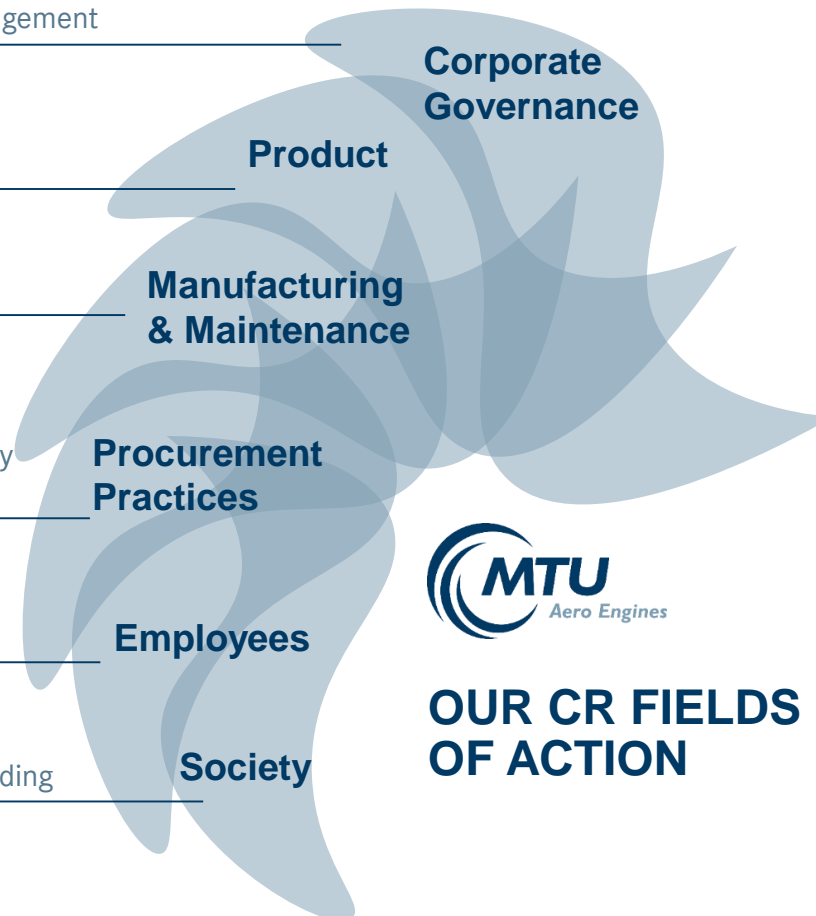 gement
Corporate
Governance
Product
Manufacturing
& Maintenance
y
Procurement
Practices
MTU
Aero Engines
Employees
OUR CR FIELDS
OF ACTION
Society
ding